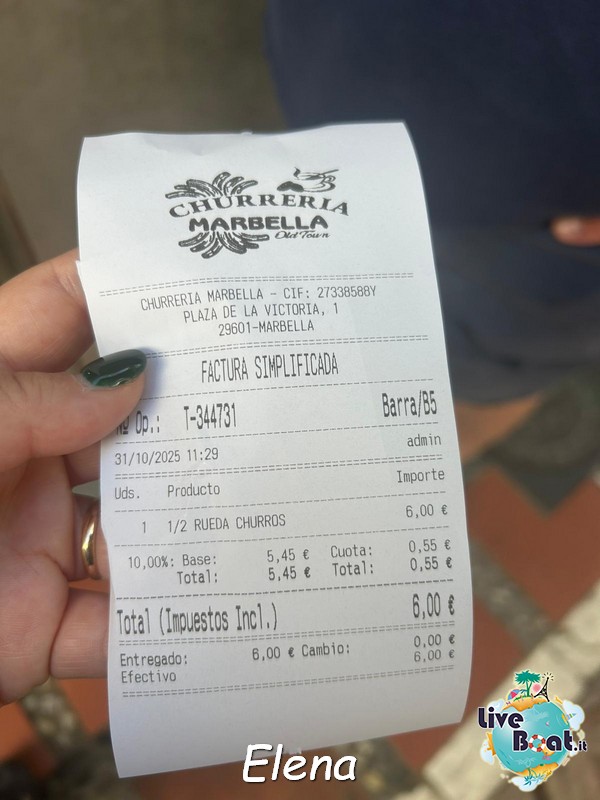 CHURRERIA
MARBELLA
Old Town
CHURRERIA MARBELLA - CIF: 27338588Y
PLAZA DE LA VICTORIA, 1
29601-MARBELLA
FACTURA SIMPLIFICADA
Nº Op.: T-344731 Barra/B5
31/10/2025 11:29 admin
Uds. Producto Importe
1 1/2 RUEDA CHURROS 6,00 €
10,00%: Base: 5,45 € Cuota: 0,55 €
Total: 5,45 € Total: 0,55 €
Total (Impuestos Incl.) 6,00 €
Entregado: 6,00 € Cambio: 0,00 €
Efectivo 6,00 €
Elena
Live Boat.it